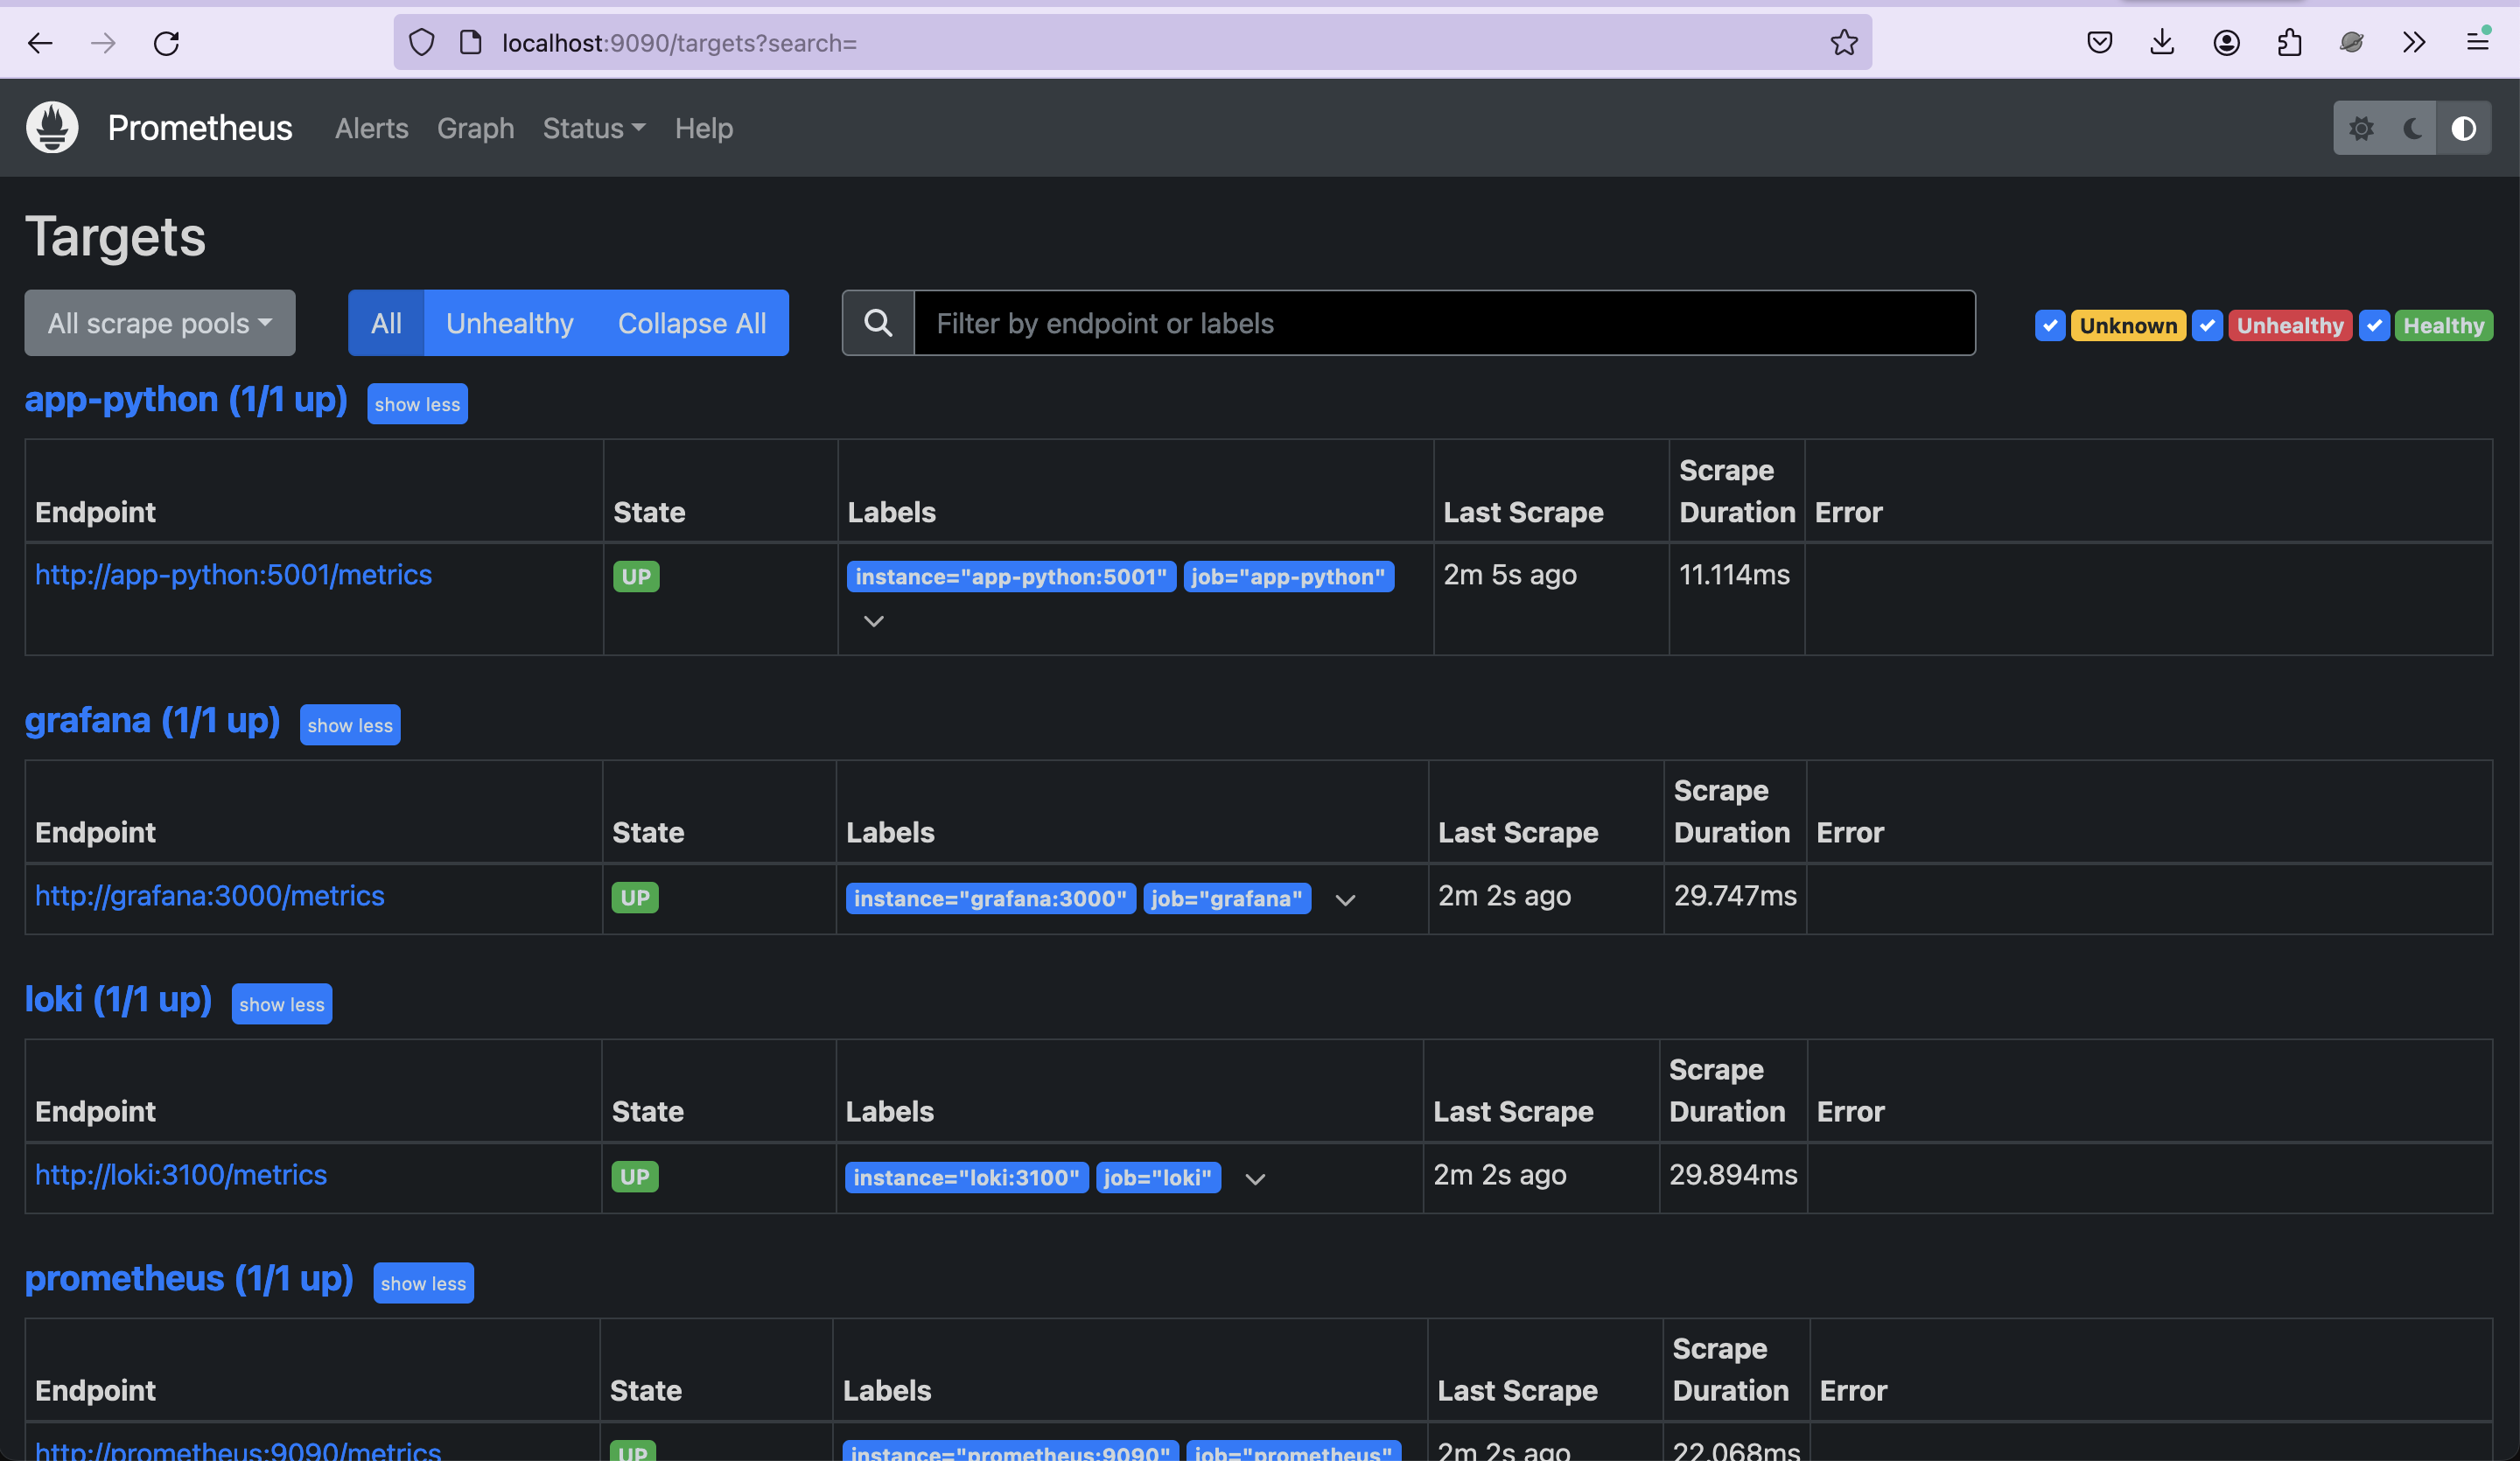 localhost:9090/targets?search=
Prometheus Alerts Graph Status Help
Targets
All scrape pools All Unhealthy Collapse All Filter by endpoint or labels Unknown Unhealthy Healthy
app-python (1/1 up) show less
Endpoint State Labels Last Scrape Scrape Duration Error
http://app-python:5001/metrics UP instance="app-python:5001" job="app-python" 2m 5s ago 11.114ms
grafana (1/1 up) show less
Endpoint State Labels Last Scrape Scrape Duration Error
http://grafana:3000/metrics UP instance="grafana:3000" job="grafana" 2m 2s ago 29.747ms
loki (1/1 up) show less
Endpoint State Labels Last Scrape Scrape Duration Error
http://loki:3100/metrics UP instance="loki:3100" job="loki" 2m 2s ago 29.894ms
prometheus (1/1 up) show less
Endpoint State Labels Last Scrape Scrape Duration Error
http://prometheus:9090/metrics UP instance="prometheus:9090" job="prometheus" 2m 2s ago 22.068ms